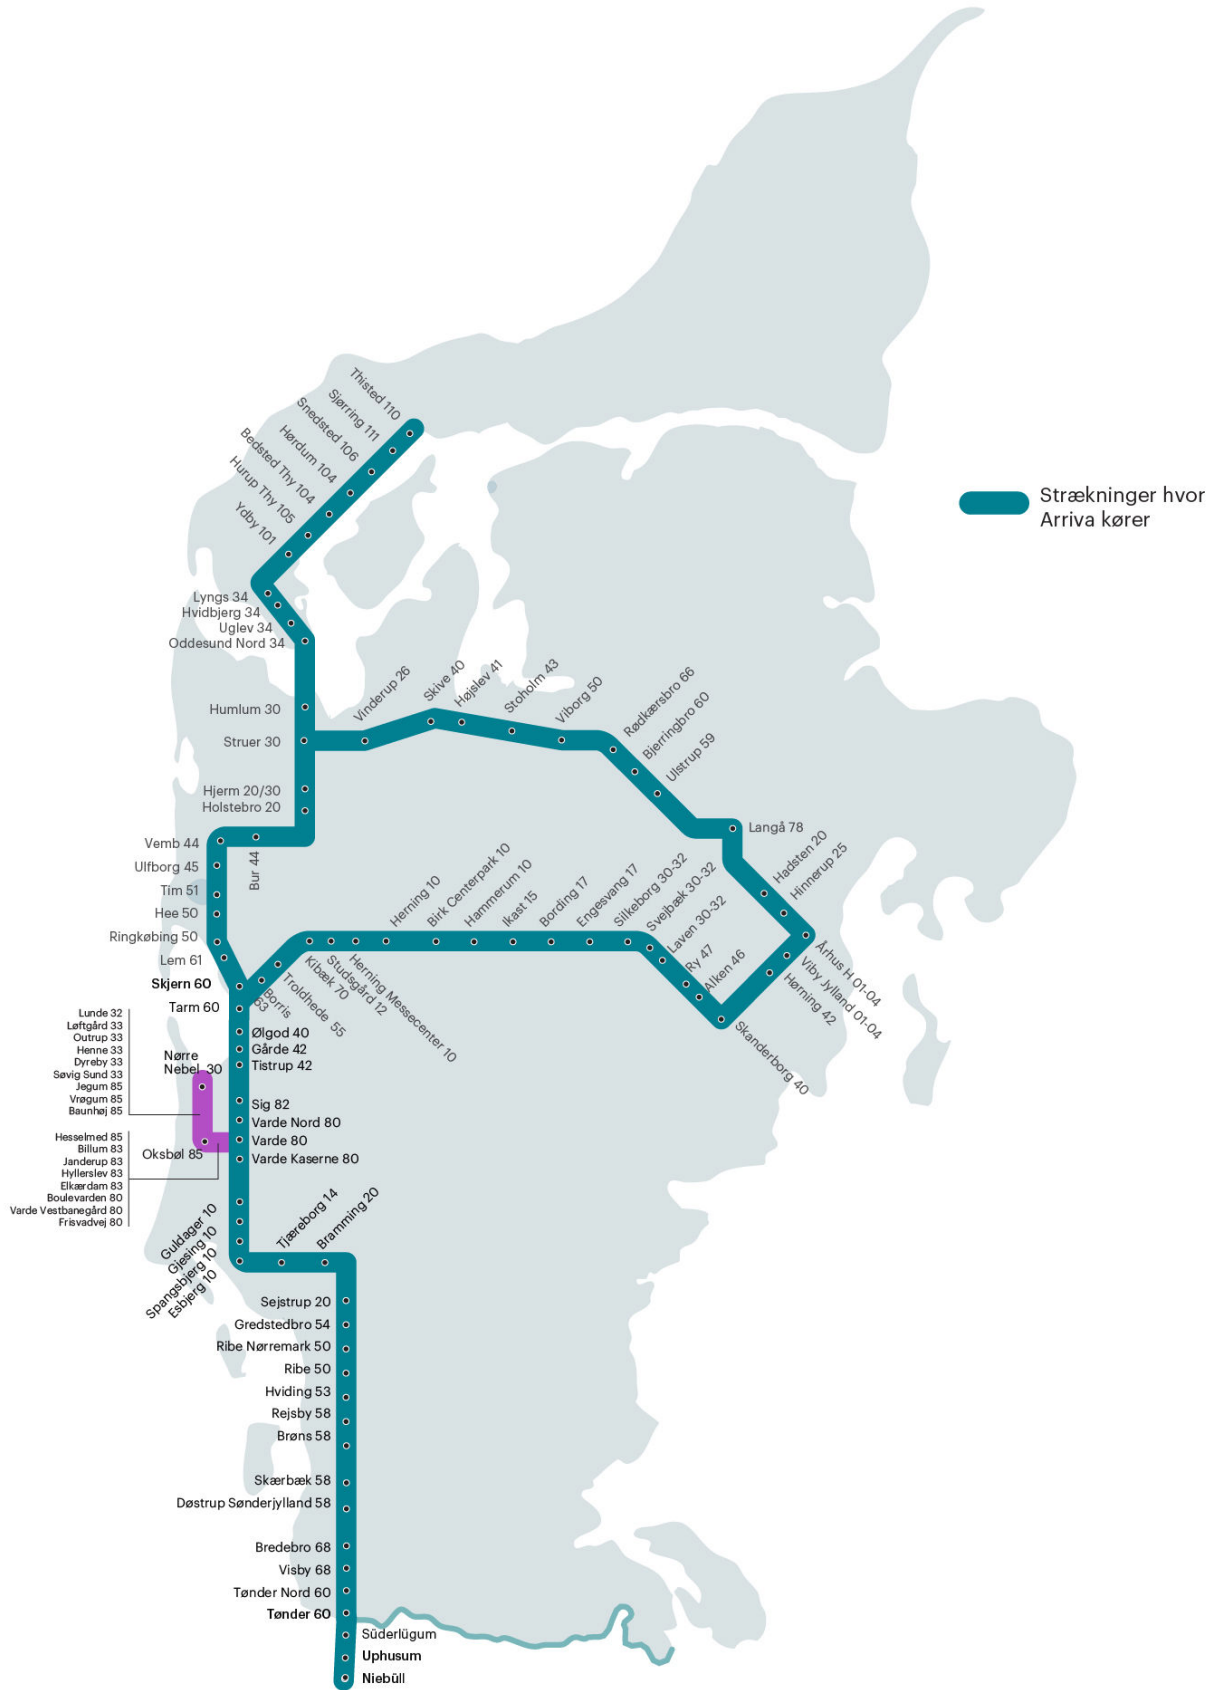 Thisted 110
Sjørring 111
Snedsted 106
Hørdum 104
Bedsted Thy 104
Hurup Thy 105
Ydby 101
Strækninger hvor
Arriva kører
Lyngs 34
Hvidbjerg 34
Uglev 34
Oddesund Nord 34
Humlum 30
Struer 30
Vinderup 26
Skive 40
Højslev 41
Stoholm 43
Viborg 50
Rødkærsbro 66
Bjerringbro 60
Ulstrup 59
Langå 78
Hadsten 20
Hinnerup 25
Århus H 01-04
Viby Jylland 01-04
Hørning 42
Skanderborg 40
Hjerm 20/30
Holstebro 20
Bur 44
Vemb 44
Ulfborg 45
Tim 51
Hee 50
Ringkøbing 50
Lem 61
Skjern 60
Borris
63
Troldhede 55
Kibæk 70
Studsgård 12
Herning Messecenter 10
Herning 10
Birk Centerpark 10
Hammerum 10
Ikast 15
Bording 17
Engesvang 17
Silkeborg 30-32
Svejbæk 30-32
Laven 30-32
Ry 47
Alken 46
Tarm 60
Ølgod 40
Gårde 42
Tistrup 42
Sig 82
Varde Nord 80
Varde 80
Varde Kaserne 80
Lunde 32
Løftgård 33
Outrup 33
Henne 33
Dyreby 33
Søvig Sund 33
Jegum 85
Vrøgum 85
Baunhøj 85
Nørre
Nebel 30
Oksbøl 85
Hesselmed 85
Billum 83
Janderup 83
Hyllerslev 83
Elkærdam 83
Boulevarden 80
Varde Vestbanegård 80
Frisvadvej 80
Guldager 10
Gjesing 10
Spangsbjerg 10
Esbjerg 10
Tjæreborg 14
Bramming 20
Sejstrup 20
Gredstedbro 54
Ribe Nørremark 50
Ribe 50
Hviding 53
Rejsby 58
Brøns 58
Skærbæk 58
Døstrup Sønderjylland 58
Bredebro 68
Visby 68
Tønder Nord 60
Tønder 60
Süderlügum
Uphusum
Niebüll